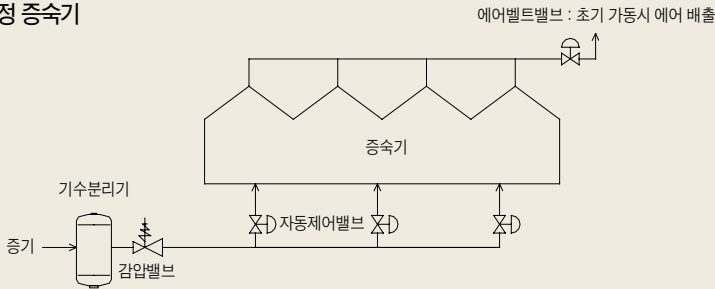 정 증숙기
에어벨트밸브 : 초기 가동시 에어 배출
증숙기
기수분리기
자동제어밸브
증기
감압밸브